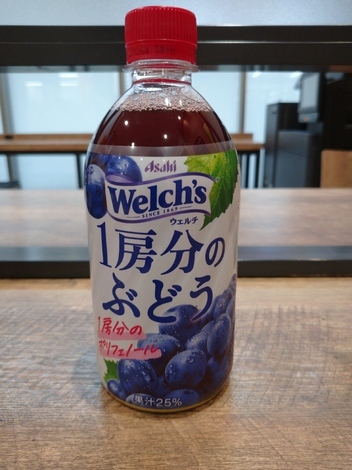 Asahi
Welch's
SINCE 1869
ウェルチ
1房分の
ぶどう
1房分の
ポリフェノール
果汁25%